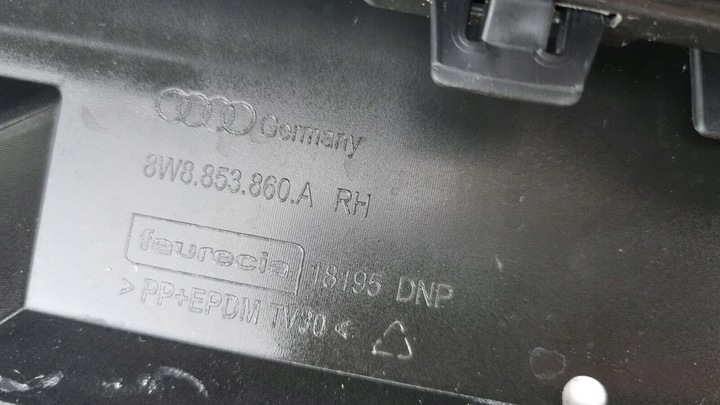 Germany
8W8.853.860.A RH
faurecia 18195 DNP
> PP+EPDM TV30 <